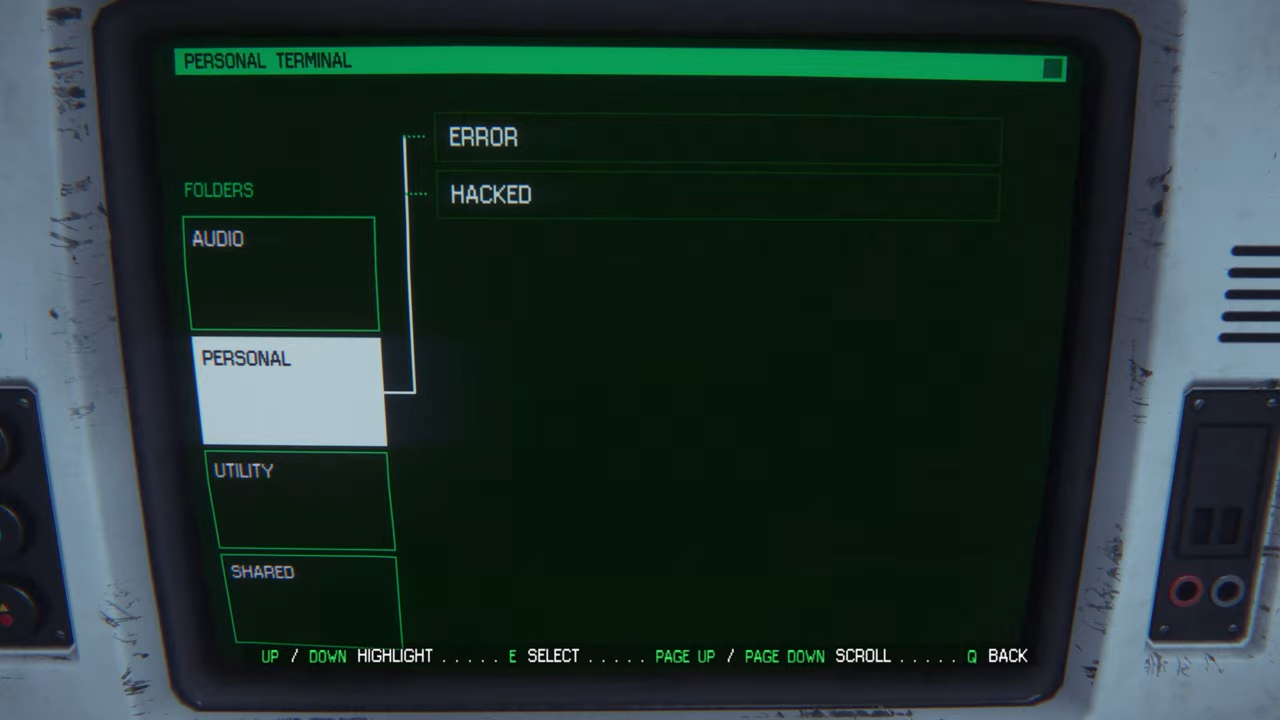 PERSONAL TERMINAL
ERROR
HACKED
FOLDERS
AUDIO
PERSONAL
UTILITY
SHARED
UP / DOWN HIGHLIGHT ..... E SELECT ..... PAGE UP / PAGE DOWN SCROLL ..... Q BACK